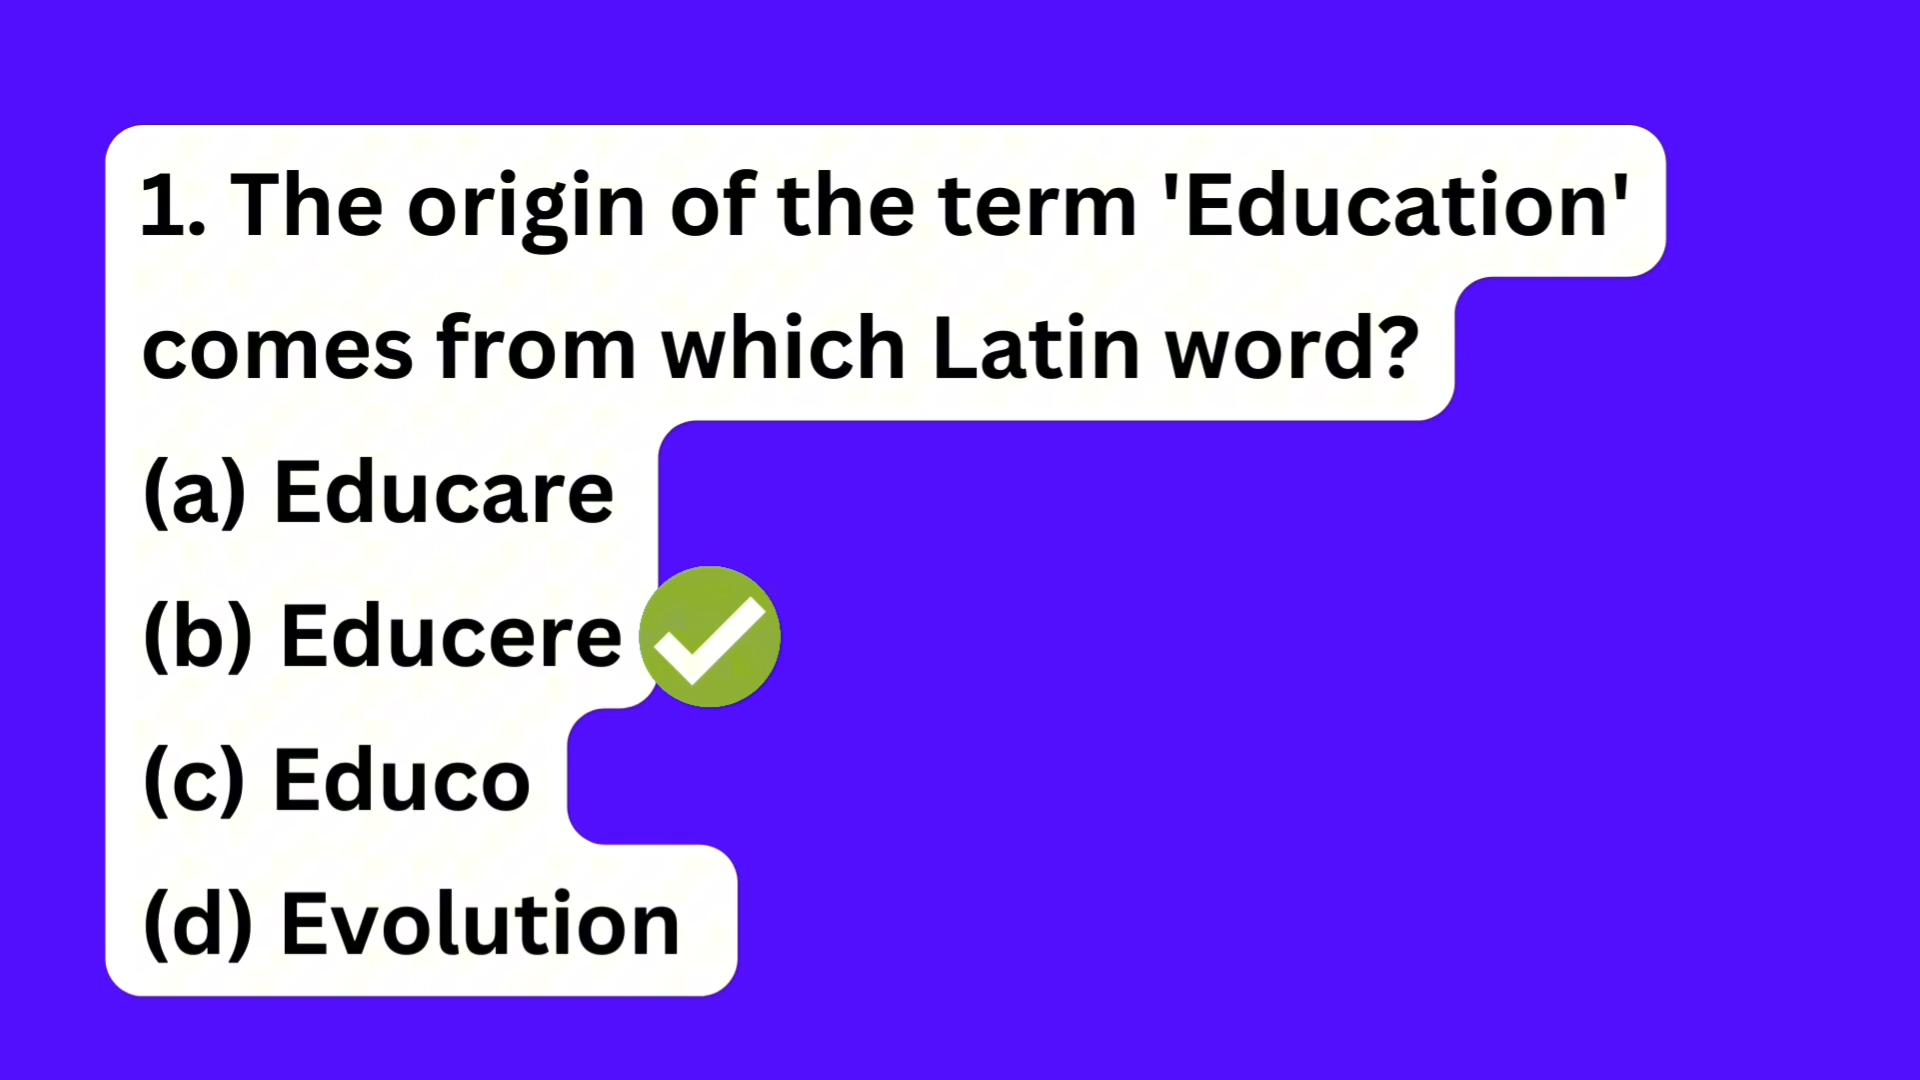 1. The origin of the term 'Education'
comes from which Latin word?
(a) Educare
(b) Educere
(c) Educo
(d) Evolution